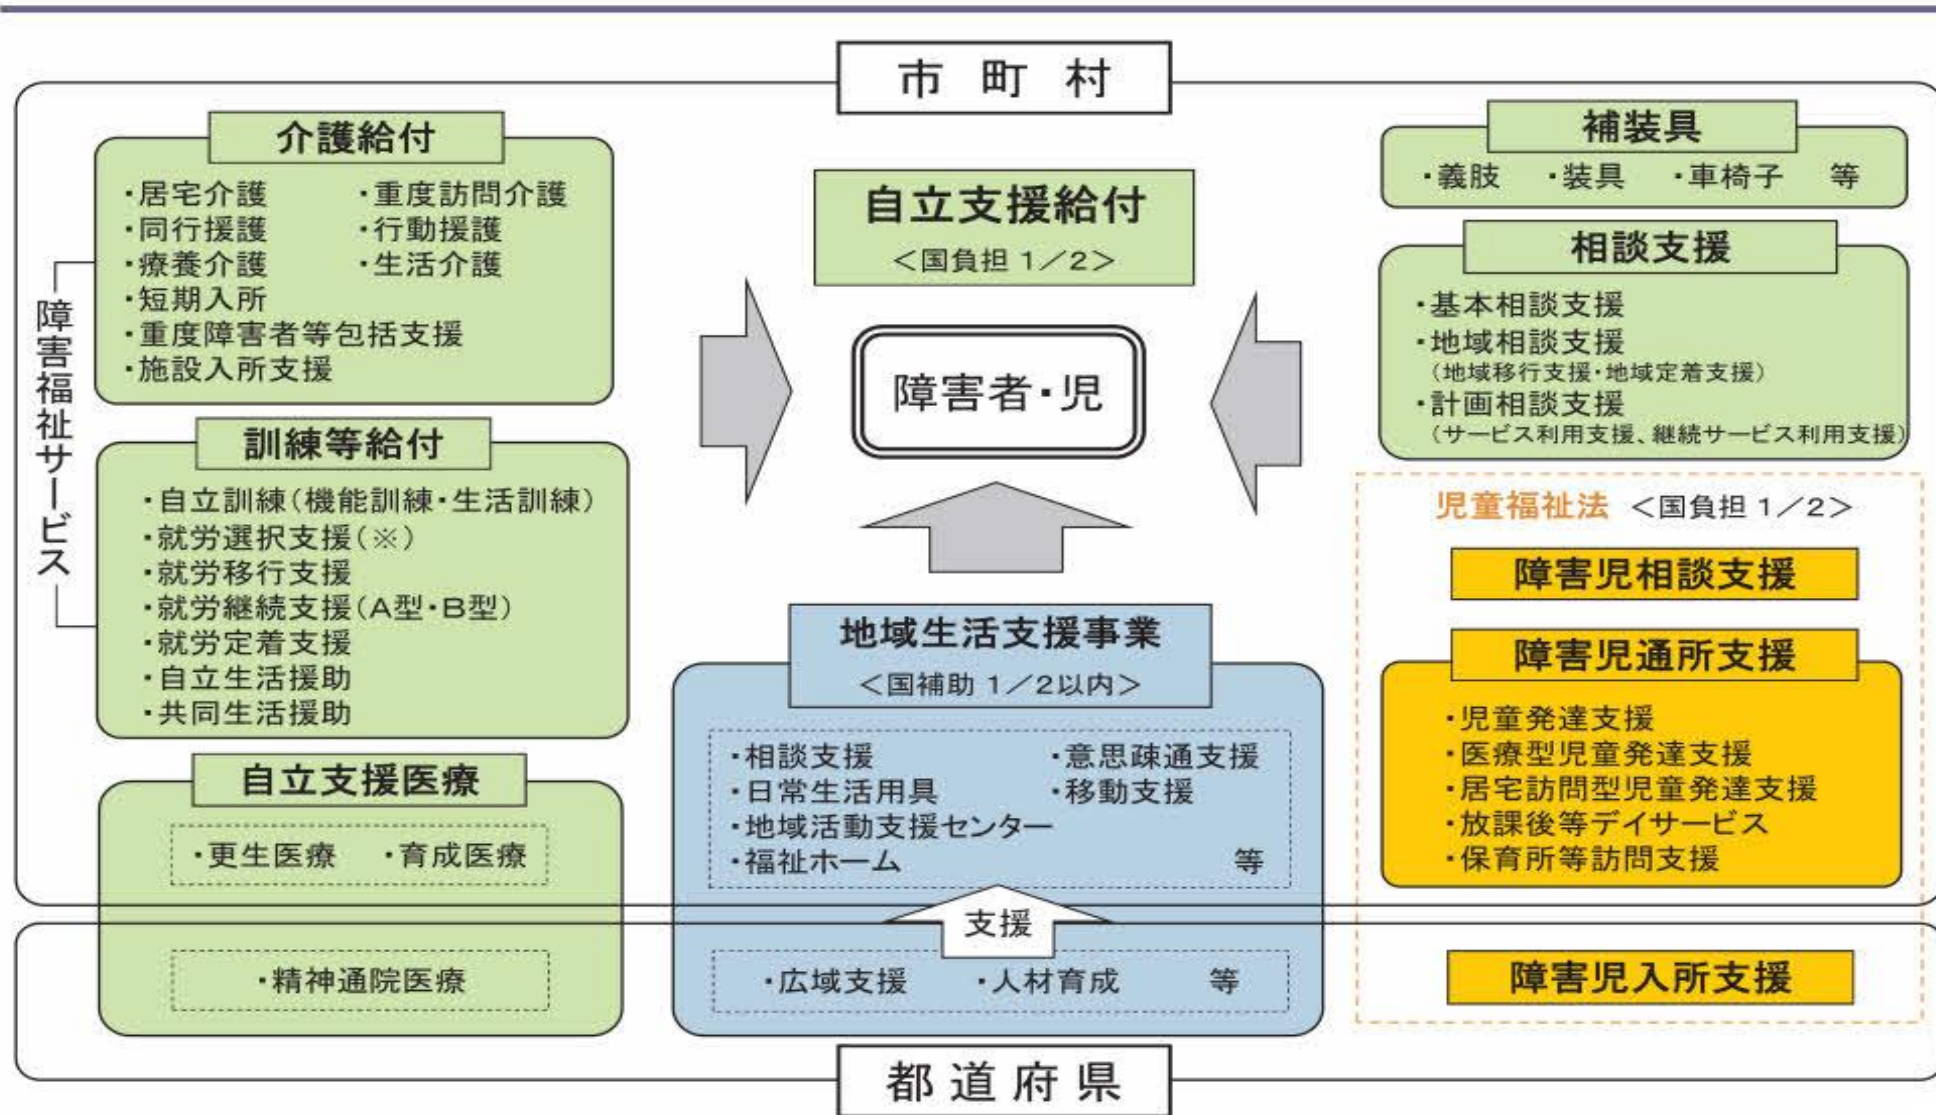 市町村
介護給付
・居宅介護 ・重度訪問介護
・同行援護 ・行動援護
・療養介護 ・生活介護
・短期入所
・重度障害者等包括支援
・施設入所支援
障害福祉サービス
訓練等給付
・自立訓練(機能訓練・生活訓練)
・就労選択支援(※)
・就労移行支援
・就労継続支援(A型・B型)
・就労定着支援
・自立生活援助
・共同生活援助
自立支援医療
・更生医療 ・育成医療
・精神通院医療
自立支援給付
<国負担 1/2>
障害者・児
地域生活支援事業
<国補助 1/2以内>
・相談支援 ・意思疎通支援
・日常生活用具 ・移動支援
・地域活動支援センター
・福祉ホーム 等
支援
・広域支援 ・人材育成 等
補装具
・義肢 ・装具 ・車椅子 等
相談支援
・基本相談支援
・地域相談支援
(地域移行支援・地域定着支援)
・計画相談支援
(サービス利用支援、継続サービス利用支援)
児童福祉法 <国負担 1/2>
障害児相談支援
障害児通所支援
・児童発達支援
・医療型児童発達支援
・居宅訪問型児童発達支援
・放課後等デイサービス
・保育所等訪問支援
障害児入所支援
都道府県